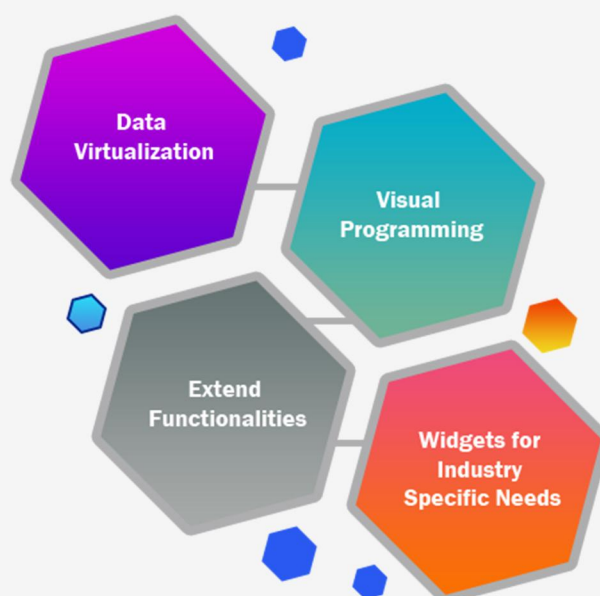 Data
Virtualization
Visual
Programming
Extend
Functionalities
Widgets for
Industry
Specific Needs